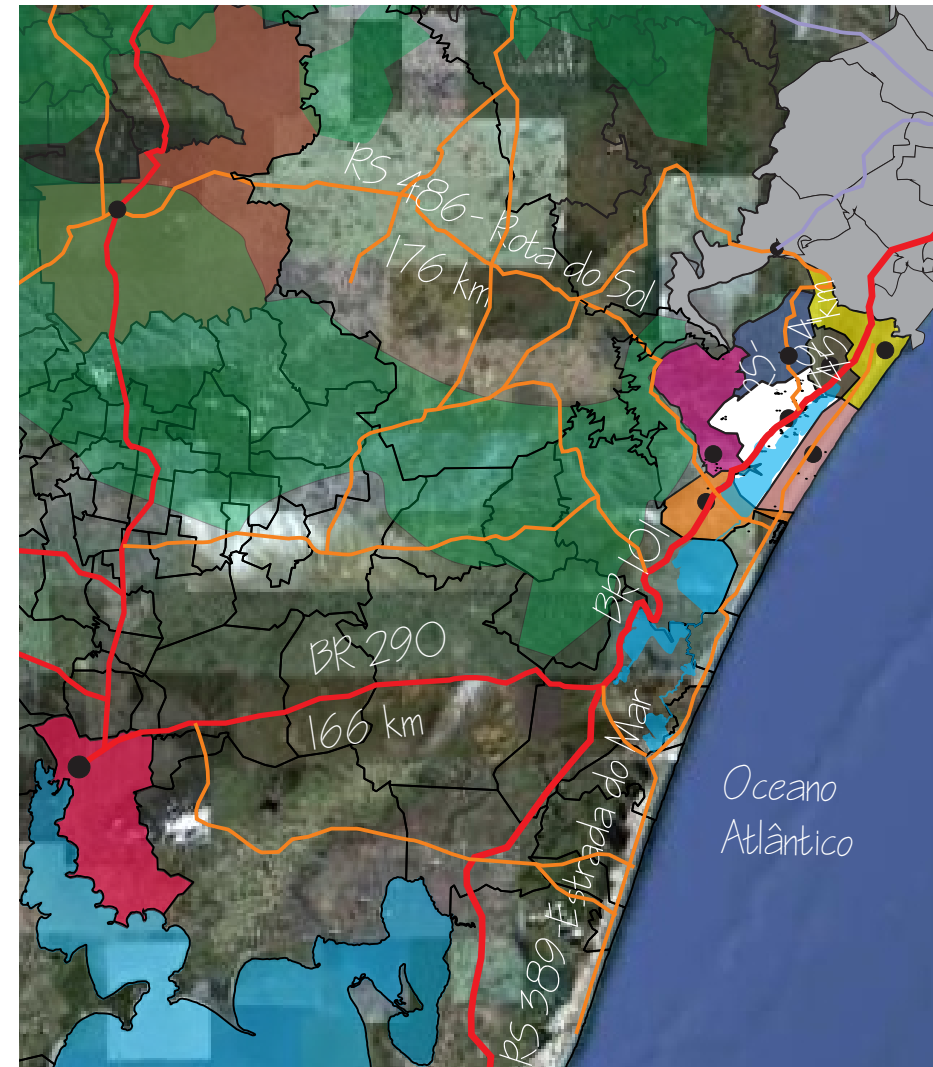 RS 486 - Rota do Sol
176 km
BR 101
BR 290
166 km
RS 389 -Estrada do Mar
Oceano
Atlântico